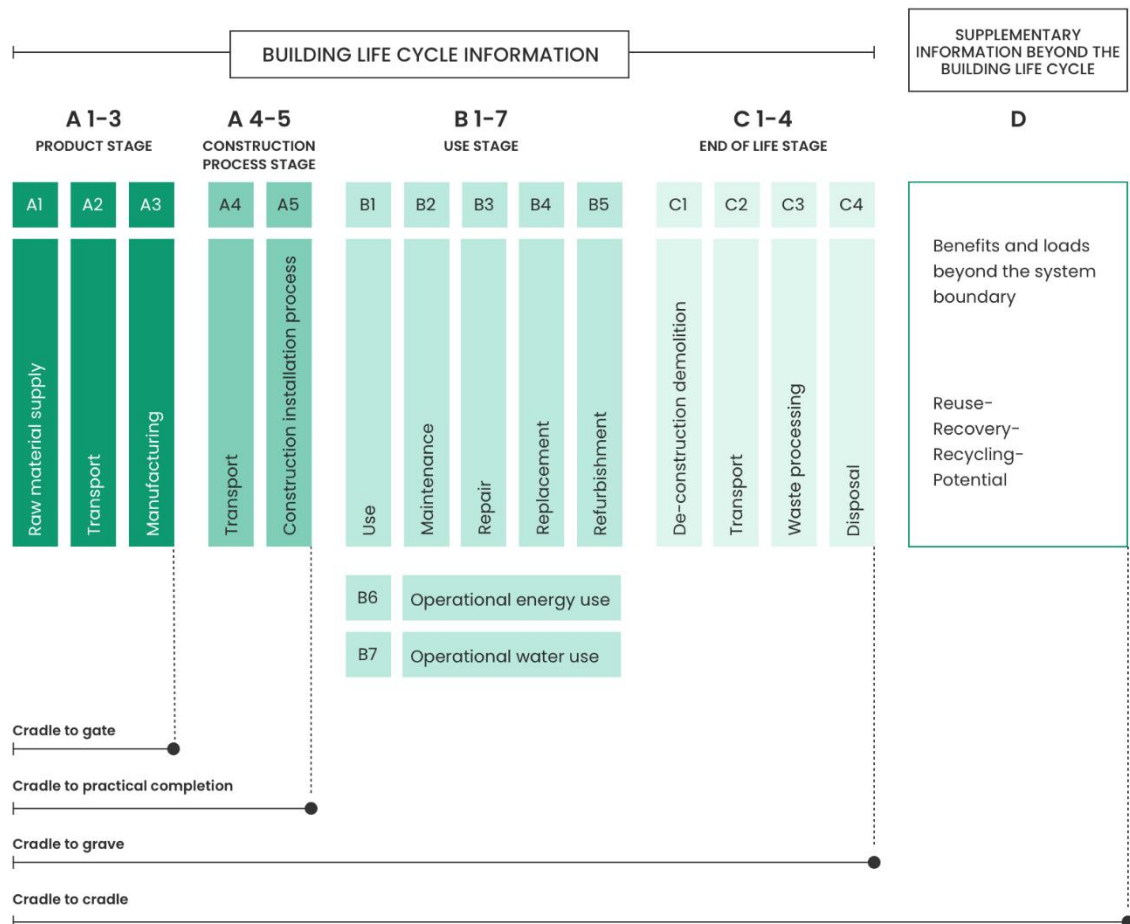 BUILDING LIFE CYCLE INFORMATION
SUPPLEMENTARY
INFORMATION BEYOND THE
BUILDING LIFE CYCLE
A 1-3
PRODUCT STAGE
A 4-5
CONSTRUCTION
PROCESS STAGE
B 1-7
USE STAGE
C 1-4
END OF LIFE STAGE
D
A1
A2
A3
A4
A5
B1
B2
B3
B4
B5
C1
C2
C3
C4
Raw material supply
Transport
Manufacturing
Transport
Construction installation process
Use
Maintenance
Repair
Replacement
Refurbishment
De-construction demolition
Transport
Waste processing
Disposal
Benefits and loads
beyond the system
boundary
Reuse-
Recovery-
Recycling-
Potential
B6
Operational energy use
B7
Operational water use
Cradle to gate
Cradle to practical completion
Cradle to grave
Cradle to cradle